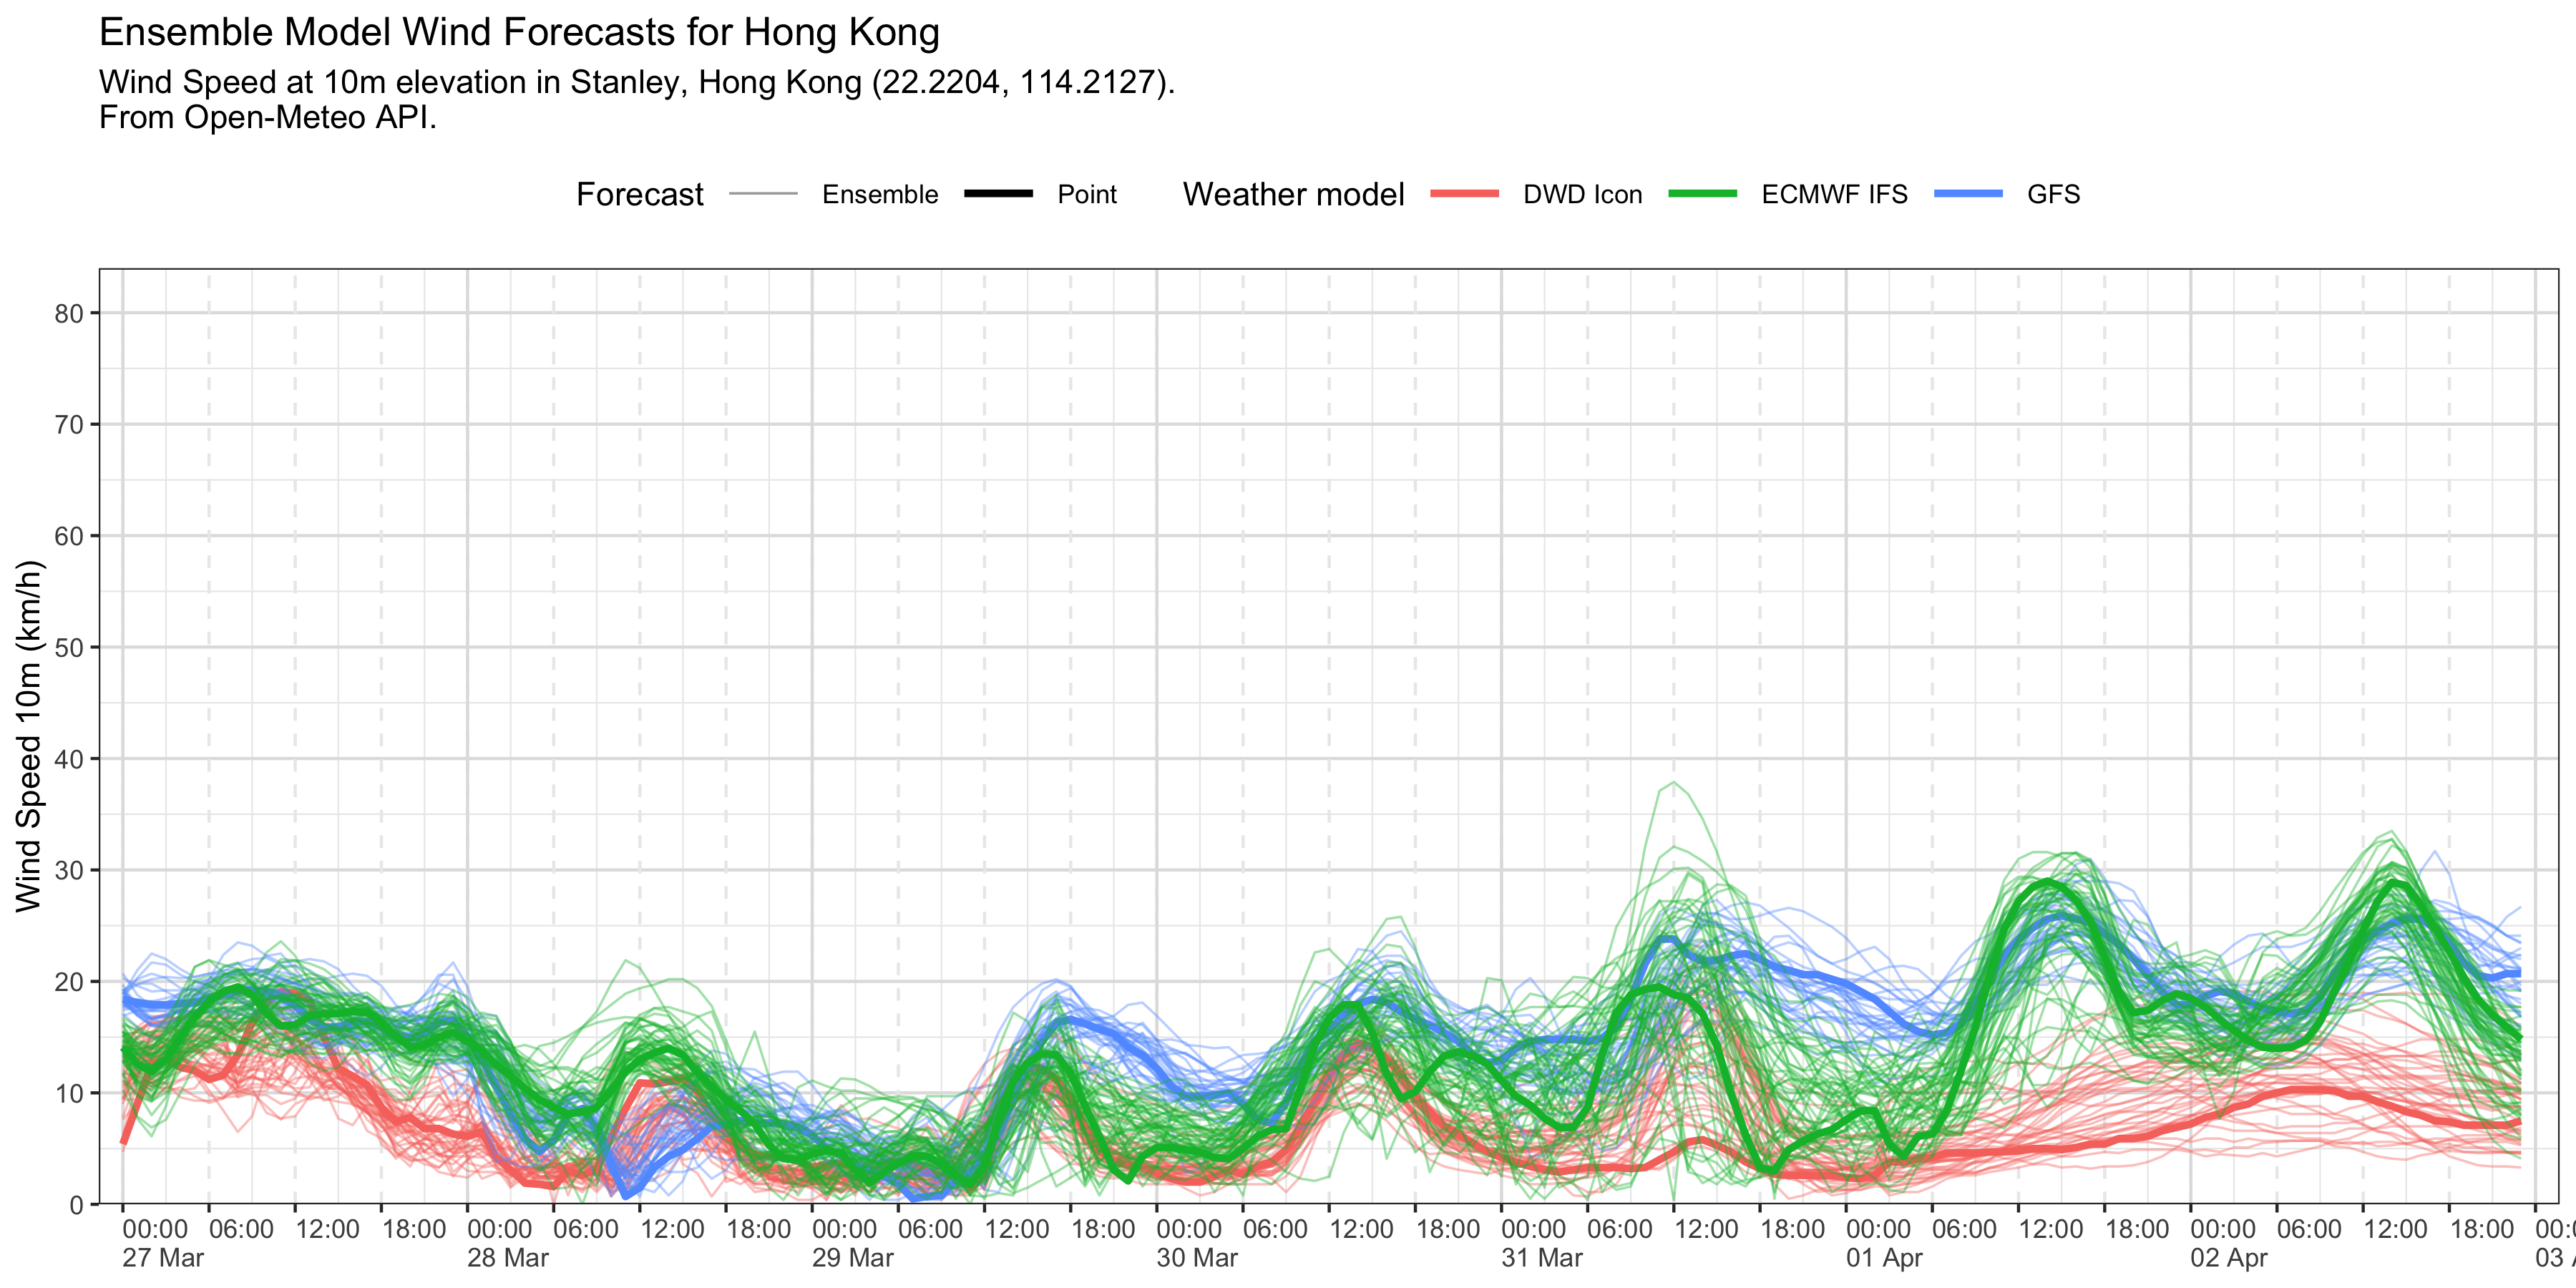 Ensemble Model Wind Forecasts for Hong Kong
Wind Speed at 10m elevation in Stanley, Hong Kong (22.2204, 114.2127).
From Open-Meteo API.
Forecast Ensemble Point Weather model DWD Icon ECMWF IFS GFS
Wind Speed 10m (km/h)
80
70
60
50
40
30
20
10
0
00:00 06:00 12:00 18:00 00:00 06:00 12:00 18:00 00:00 06:00 12:00 18:00 00:00 06:00 12:00 18:00 00:00 06:00 12:00 18:00 00:00 06:00 12:00 18:00 00:00 06:00 12:00 18:00 00:0
27 Mar 28 Mar 29 Mar 30 Mar 31 Mar 01 Apr 02 Apr 03